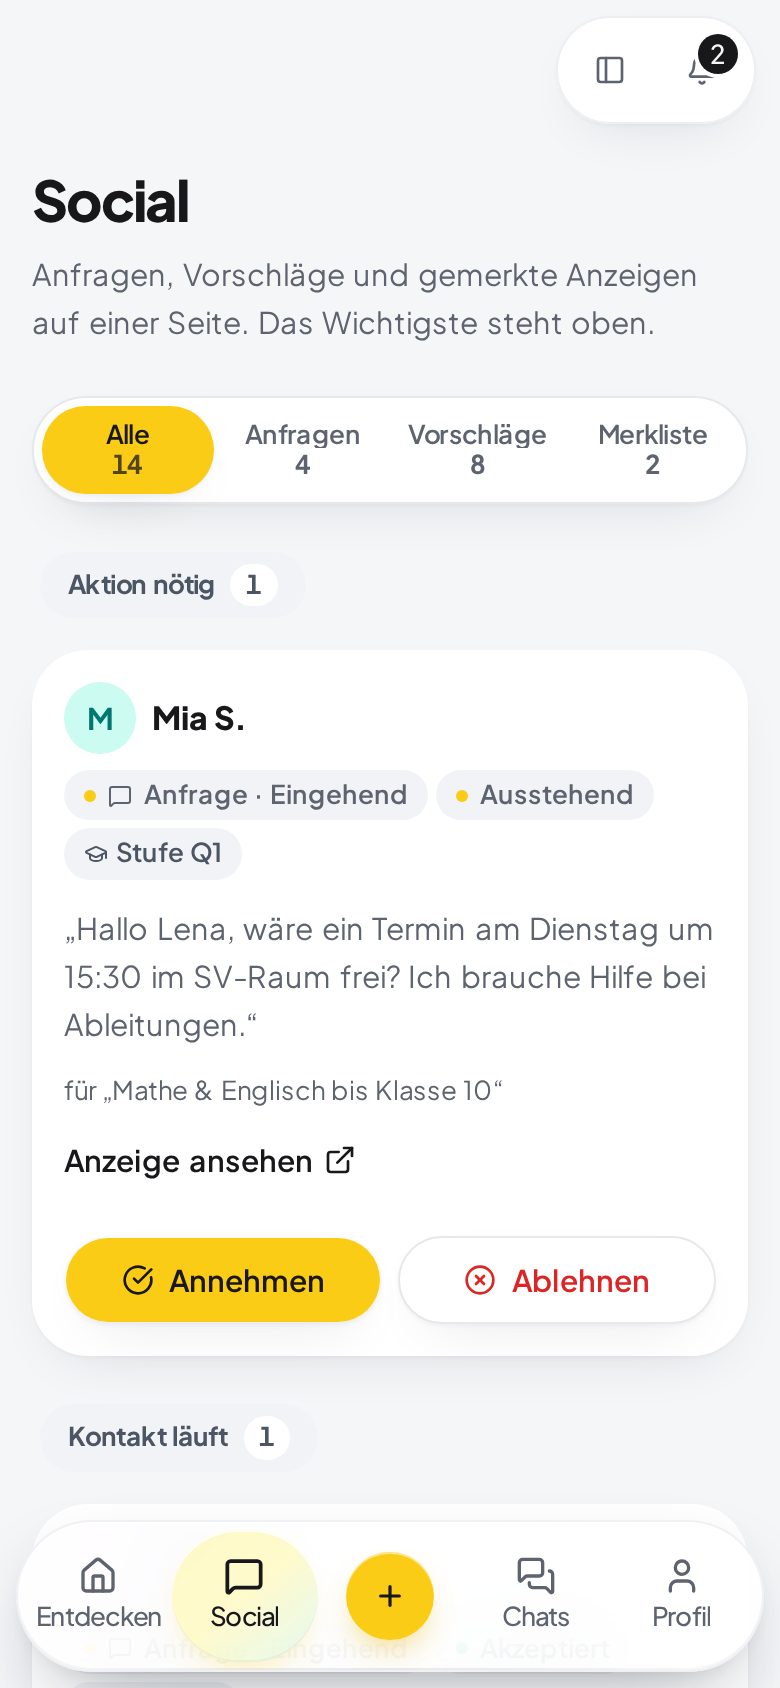 2
Social
Anfragen, Vorschläge und gemerkte Anzeigen
auf einer Seite. Das Wichtigste steht oben.
Alle
14
Anfragen
4
Vorschläge
8
Merkliste
2
Aktion nötig 1
M Mia S.
Anfrage · Eingehend Ausstehend
Stufe Q1
„Hallo Lena, wäre ein Termin am Dienstag um
15:30 im SV-Raum frei? Ich brauche Hilfe bei
Ableitungen.“
für „Mathe & Englisch bis Klasse 10“
Anzeige ansehen
Annehmen Ablehnen
Kontakt läuft 1
Entdecken Social + Chats Profil
Anfrage · Eingehend Akzeptiert